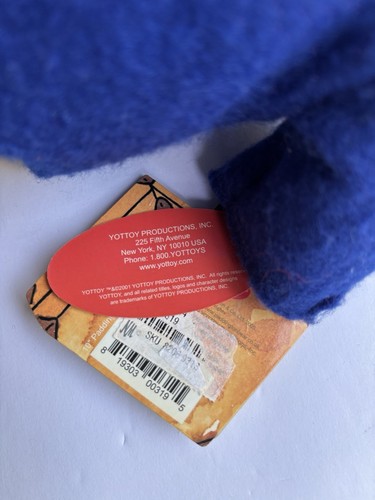 YOTTOY PRODUCTIONS, INC
225 Fifth Avenue
New York, NY 10010 USA
Phone: 1.800.YOTTOYS
www.yottoy.com
YOTTOY ™&©2001 YOTTOY PRODUCTIONS, INC. All rights
YOTTOY, and all related titles, logos and character designs
are trademarks of YOTTOY PRODUCTIONS, INC.
SKU
8 19303 00319 5